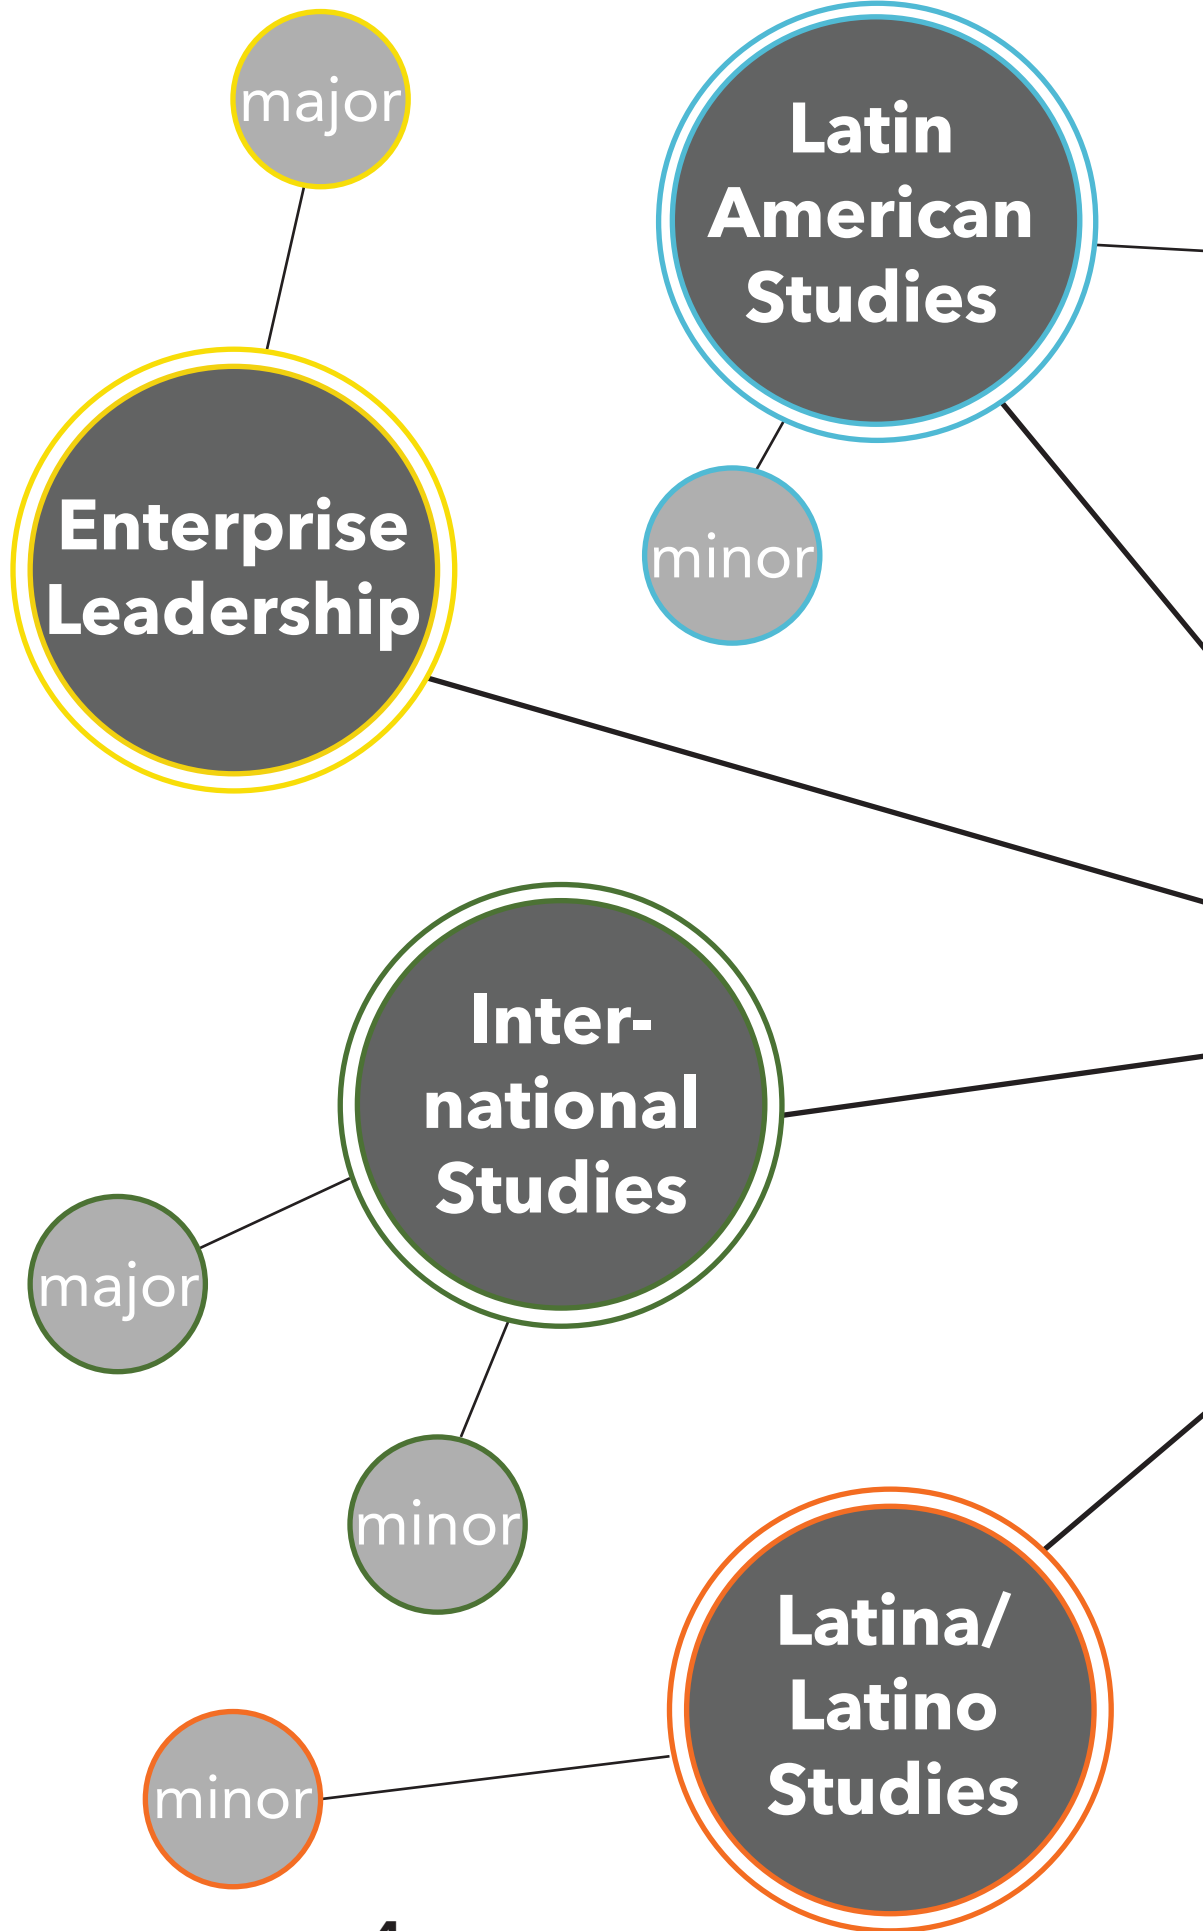 major
Latin
American
Studies
Enterprise
Leadership
minor
Inter-
national
Studies
major
minor
Latina/
Latino
Studies
minor